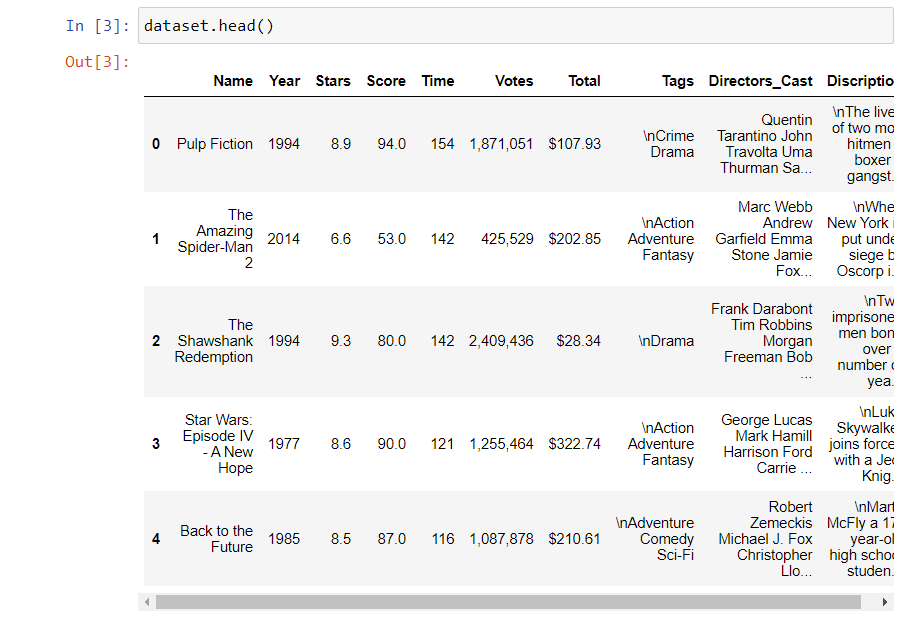 In [3]: dataset.head()
Out[3]:
Name Year Stars Score Time Votes Total Tags Directors_Cast Discriptio
0 Pulp Fiction 1994 8.9 94.0 154 1,871,051 $107.93 \nCrime
Drama
Quentin
Tarantino John
Travolta Uma
Thurman Sa...
\nThe live
of two mo
hitmen
boxer
gangst.
1 The
Amazing
Spider-Man
2
2014 6.6 53.0 142 425,529 $202.85
\nAction
Adventure
Fantasy
Marc Webb
Andrew
Garfield Emma
Stone Jamie
Fox...
\nWhe
New York i
put unde
siege b
Oscorp i.
2 The
Shawshank
Redemption
1994 9.3 80.0 142 2,409,436 $28.34 \nDrama
Frank Darabont
Tim Robbins
Morgan
Freeman Bob
...
\nTw
imprisone
men bon
over
number o
yea.
3 Star Wars:
Episode IV
- A New
Hope
1977 8.6 90.0 121 1,255,464 $322.74
\nAction
Adventure
Fantasy
George Lucas
Mark Hamill
Harrison Ford
Carrie ...
\nLuk
Skywalke
joins force
with a Jed
Knig.
4 Back to the
Future
1985 8.5 87.0 116 1,087,878 $210.61
\nAdventure
Comedy
Sci-Fi
Robert
Zemeckis
Michael J. Fox
Christopher
Llo...
\nMart
McFly a 17
year-ol
high schoo
studen.